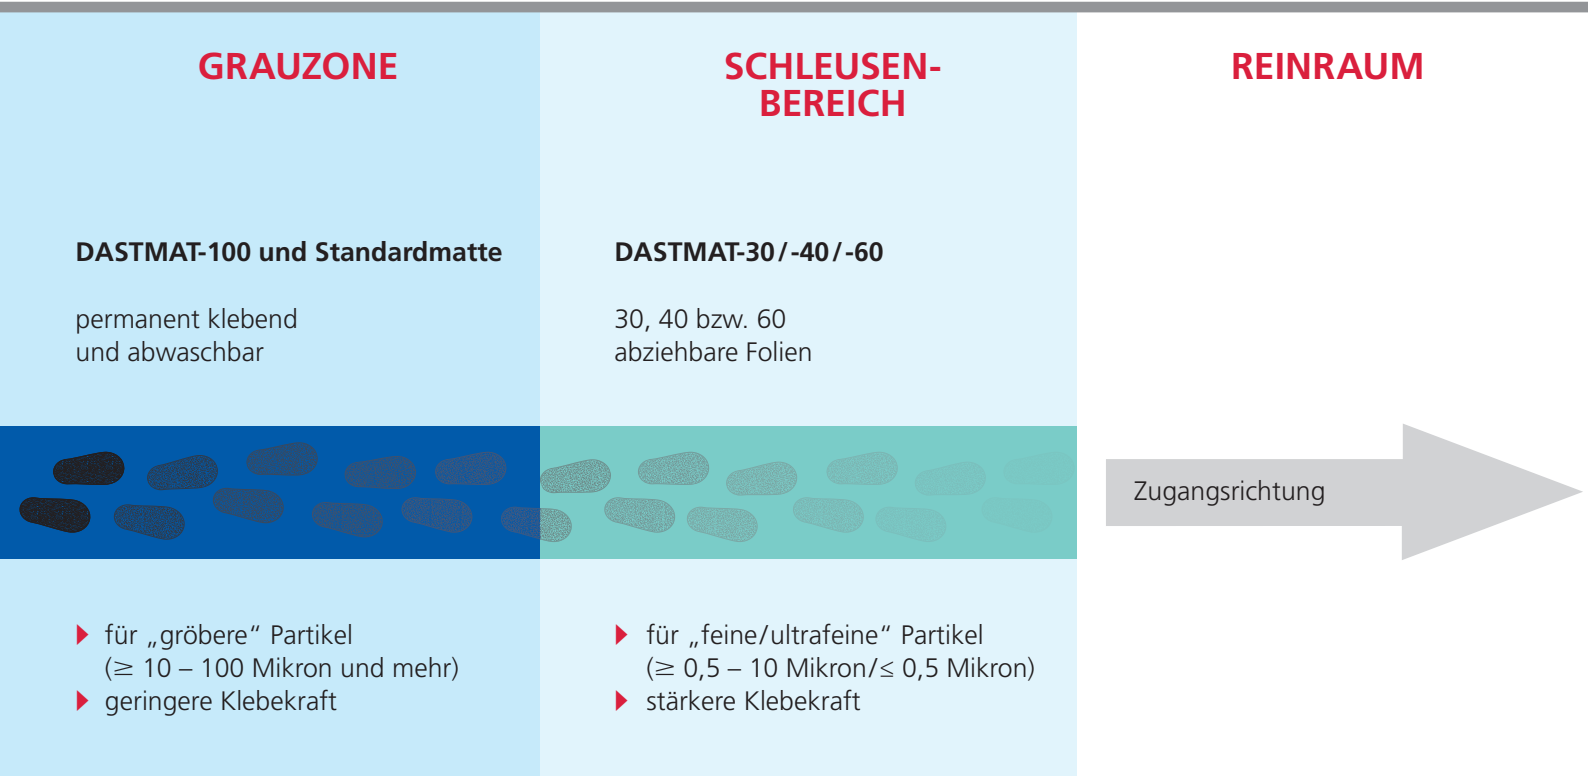 GRAUZONE
DASTMAT-100 und Standardmatte
permanent klebend
und abwaschbar
für „gröbere“ Partikel
(≥ 10 – 100 Mikron und mehr)
geringere Klebekraft
SCHLEUSEN-
BEREICH
DASTMAT-30/-40/-60
30, 40 bzw. 60
abziehbare Folien
für „feine/ultrafeine“ Partikel
(≥ 0,5 – 10 Mikron/≤ 0,5 Mikron)
stärkere Klebekraft
REINRAUM
Zugangsrichtung